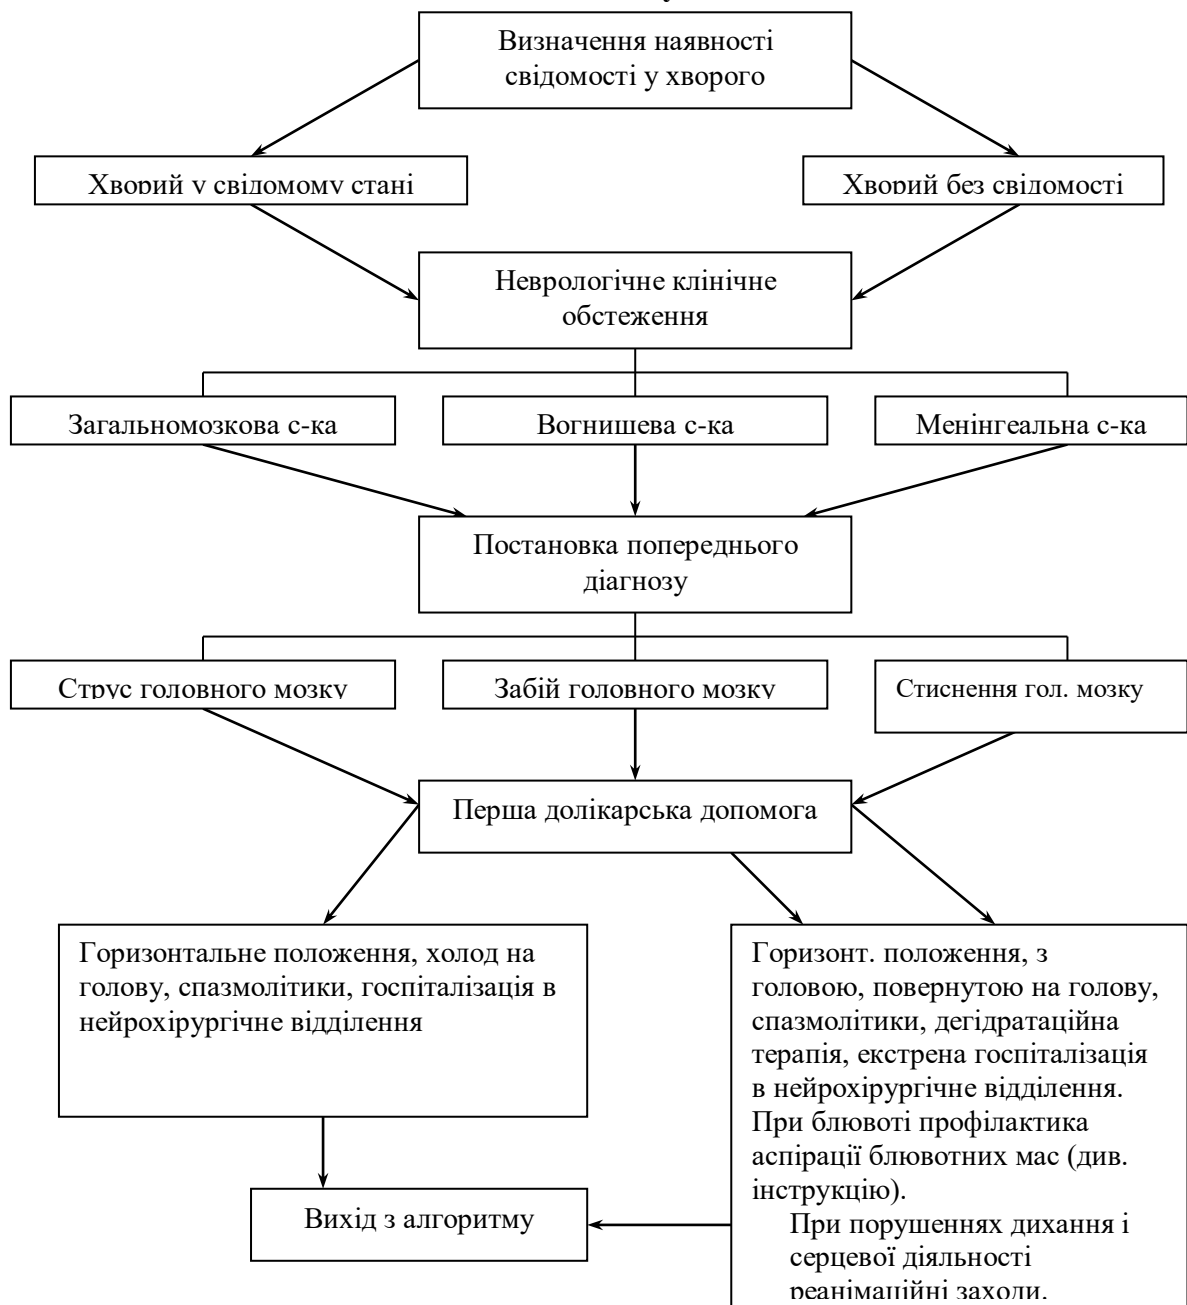 Визначення наявності
свідомості у хворого
Хворий у свідомому стані
Хворий без свідомості
Неврологічне клінічне
обстеження
Загальномозкова с-ка
Вогнищева с-ка
Менінгеальна с-ка
Постановка попереднього
діагнозу
Струс головного мозку
Забій головного мозку
Стиснення гол. мозку
Перша долікарська допомога
Горизонтальне положення, холод на
голову, спазмолітики, госпіталізація в
нейрохірургічне відділення
Горизонт. положення, з
головою, повернутою на голову,
спазмолітики, дегідратаційна
терапія, екстрена госпіталізація
в нейрохірургічне відділення.
При блювоті профілактика
аспірації блювотних мас (див.
інструкцію).
При порушеннях дихання і
серцевої діяльності
реанімаційні заходи.
Вихід з алгоритму